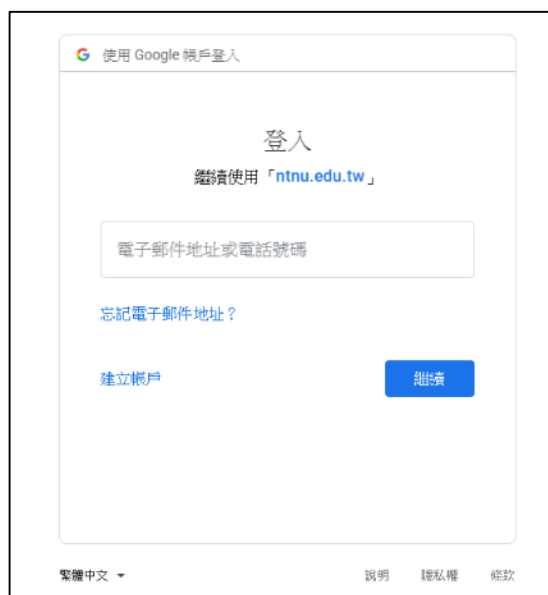 使用 Google 帳戶登入
登入
繼續使用「ntnu.edu.tw」
電子郵件地址或電話號碼
忘記電子郵件地址？
建立帳戶
繼續
繁體中文
說明 隱私權 條款